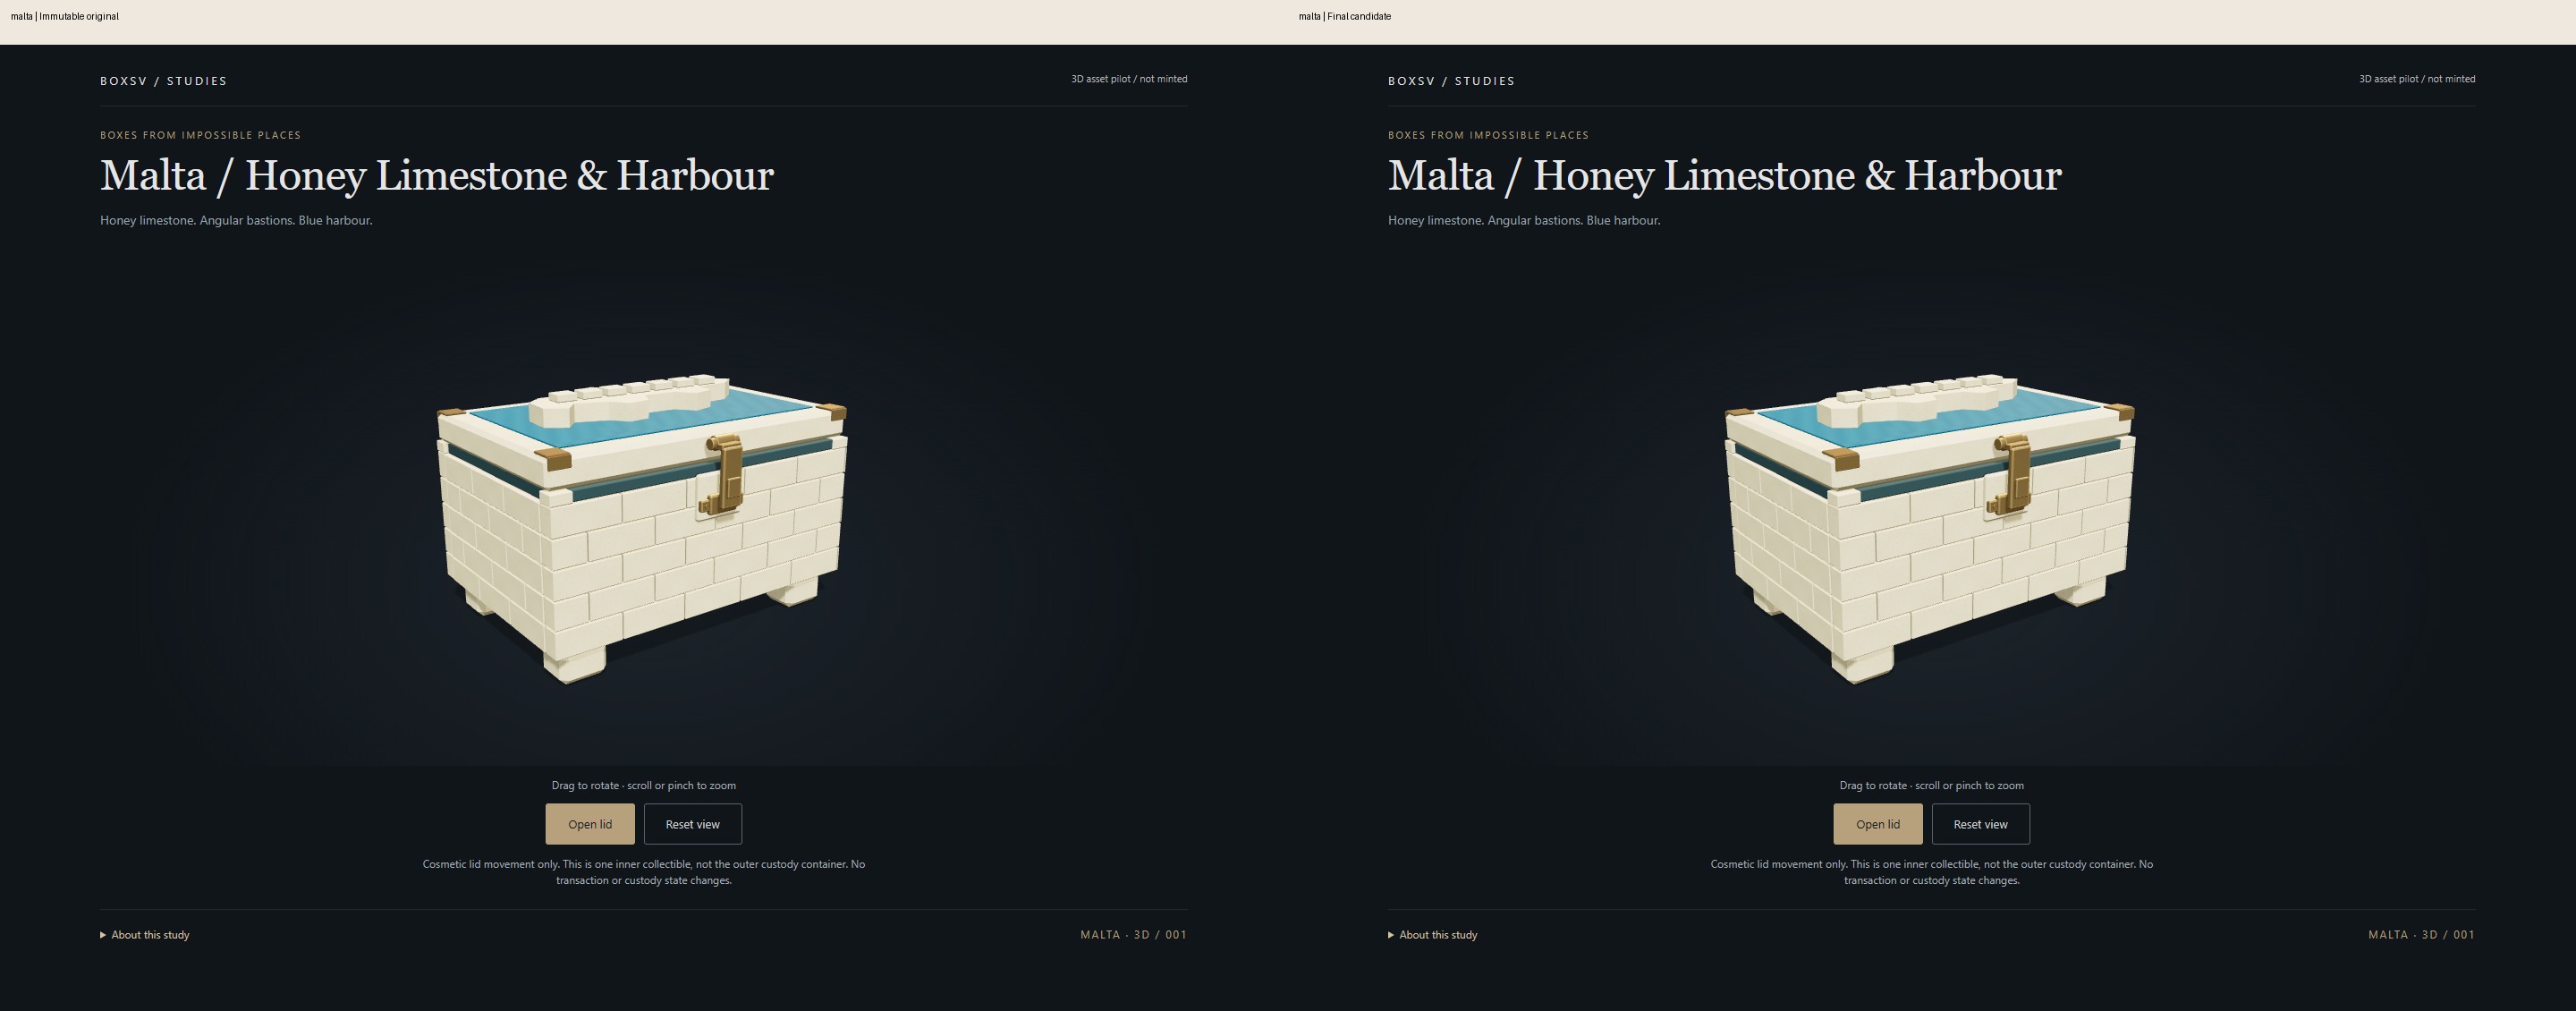 malta | Immutable original
BOXSV / STUDIES
3D asset pilot / not minted
BOXES FROM IMPOSSIBLE PLACES
Malta / Honey Limestone & Harbour
Honey limestone. Angular bastions. Blue harbour.
Drag to rotate · scroll or pinch to zoom
Open lid
Reset view
Cosmetic lid movement only. This is one inner collectible, not the outer custody container. No
transaction or custody state changes.
▶ About this study
MALTA · 3D / 001
malta | Final candidate
BOXSV / STUDIES
3D asset pilot / not minted
BOXES FROM IMPOSSIBLE PLACES
Malta / Honey Limestone & Harbour
Honey limestone. Angular bastions. Blue harbour.
Drag to rotate · scroll or pinch to zoom
Open lid
Reset view
Cosmetic lid movement only. This is one inner collectible, not the outer custody container. No
transaction or custody state changes.
▶ About this study
MALTA · 3D / 001